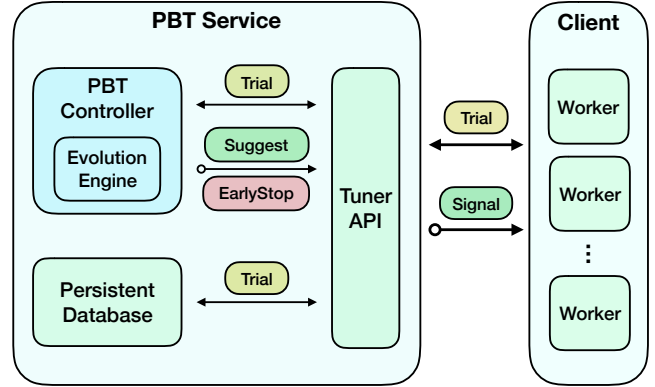 PBT Service
PBT
Controller
Evolution
Engine
Trial
Suggest
EarlyStop
Persistent
Database
Trial
Tuner
API
Trial
Signal
Client
Worker
Worker
⋮
Worker